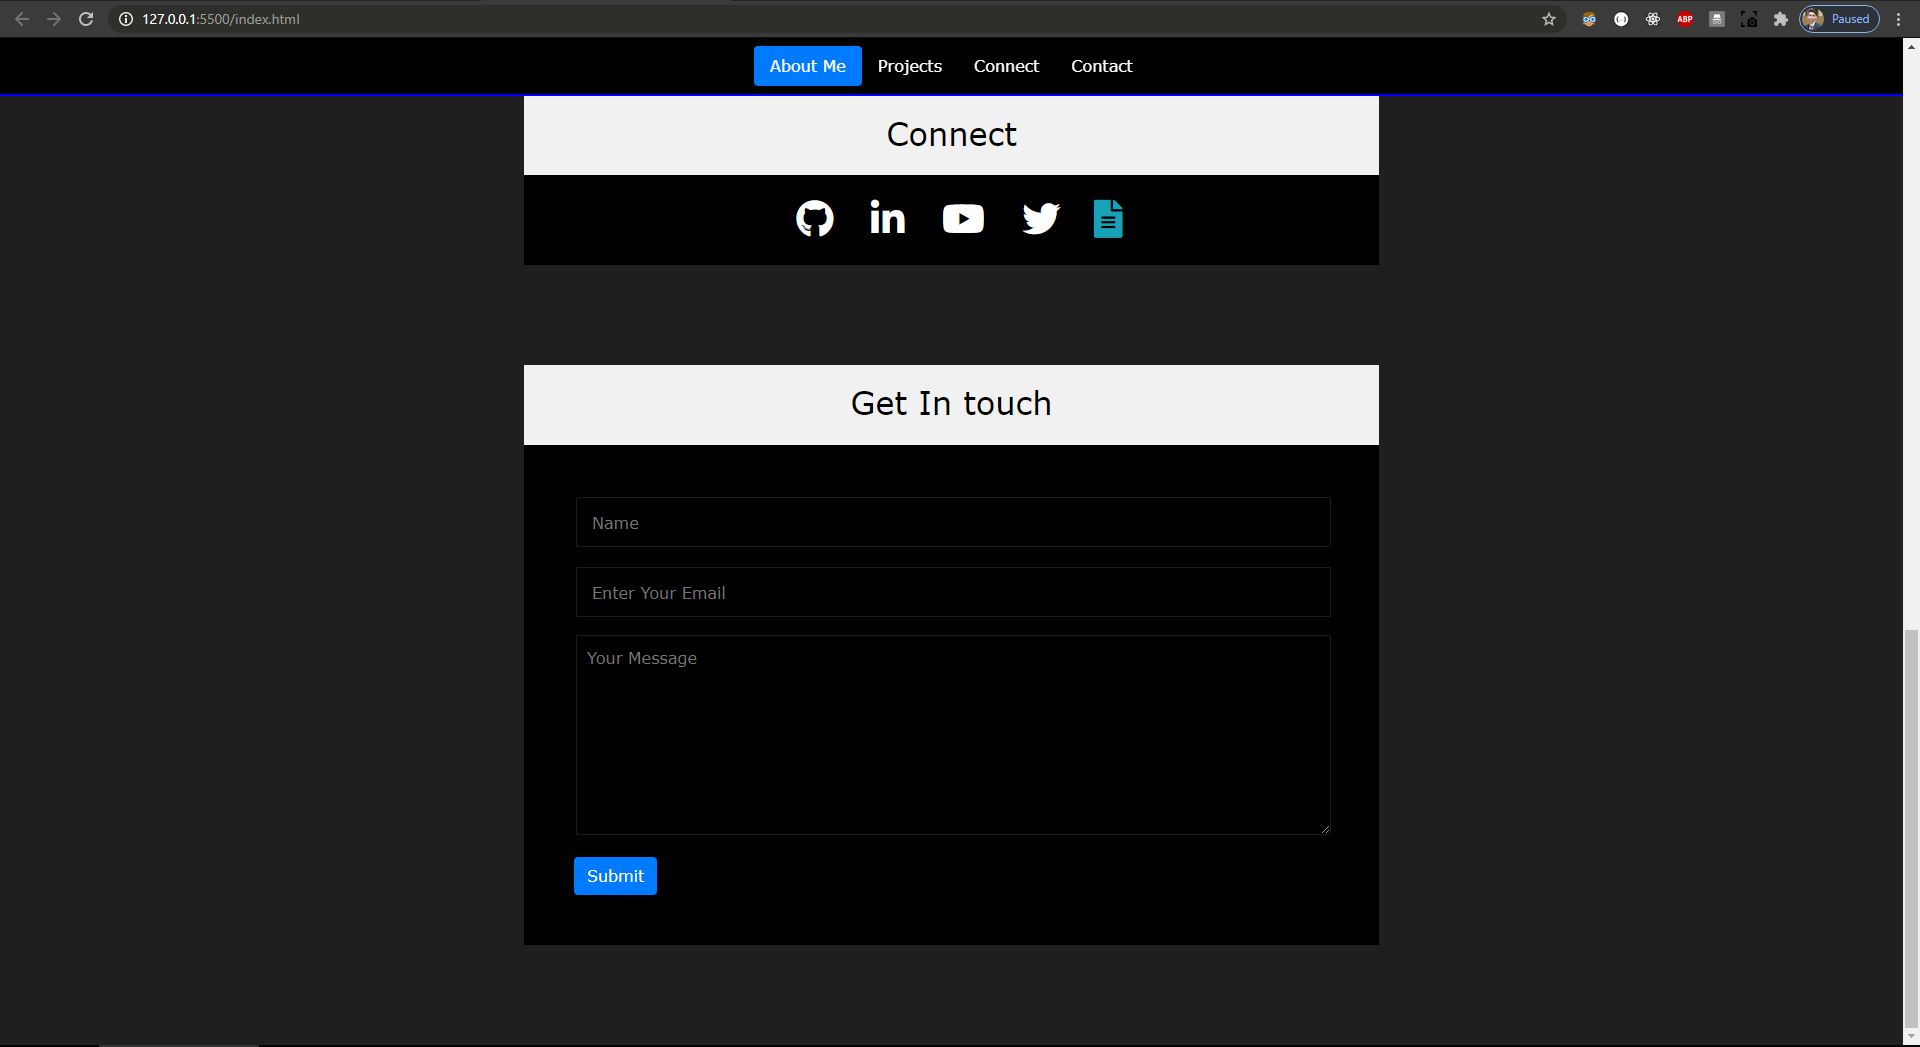 127.0.0.1:5500/index.html
ABP
Paused
About Me
Projects
Connect
Contact
Connect
in
Get In touch
Name
Enter Your Email
Your Message
Submit